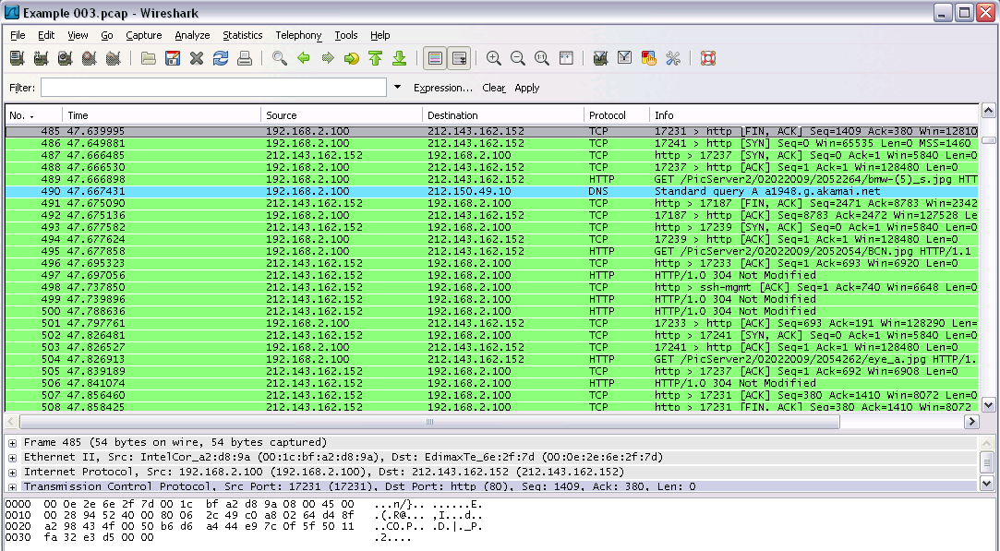 Example 003.pcap - Wireshark
File Edit View Go Capture Analyze Statistics Telephony Tools Help
Filter: Expression... Clear Apply
No. Time Source Destination Protocol Info
485 47.639995 192.168.2.100 212.143.162.152 TCP 17231 > http [FIN, ACK] Seq=1409 Ack=380 Win=12810
486 47.649881 192.168.2.100 212.143.162.152 TCP 17241 > http [SYN] Seq=0 Win=65535 Len=0 MSS=1460
487 47.666485 212.143.162.152 192.168.2.100 TCP http > 17237 [SYN, ACK] Seq=0 Ack=1 Win=5840 Len=0
488 47.666530 192.168.2.100 212.143.162.152 TCP 17237 > http [ACK] Seq=1 Ack=1 Win=128480 Len=0
489 47.666898 192.168.2.100 212.143.162.152 HTTP GET /PicServer2/02022009/2052264/bmw-(5)_s.jpg HTT
490 47.667431 192.168.2.100 212.150.49.10 DNS Standard query A a1948.g.akamai.net
491 47.675090 212.143.162.152 192.168.2.100 TCP http > 17187 [FIN, ACK] Seq=2471 Ack=8783 Win=2342
492 47.675136 192.168.2.100 212.143.162.152 TCP 17187 > http [ACK] Seq=8783 Ack=2472 Win=127528 Le
493 47.677582 212.143.162.152 192.168.2.100 TCP http > 17239 [SYN, ACK] Seq=0 Ack=1 Win=5840 Len=0
494 47.677624 192.168.2.100 212.143.162.152 TCP 17239 > http [ACK] Seq=1 Ack=1 Win=128480 Len=0
495 47.677858 192.168.2.100 212.143.162.152 HTTP GET /PicServer2/02022009/2052054/BCN.jpg HTTP/1.1
496 47.695323 212.143.162.152 192.168.2.100 TCP http > 17233 [ACK] Seq=1 Ack=693 Win=6920 Len=0
497 47.697056 212.143.162.152 192.168.2.100 HTTP HTTP/1.0 304 Not Modified
498 47.737850 212.143.162.152 192.168.2.100 TCP http > ssh-mgmt [ACK] Seq=1 Ack=740 Win=6648 Len=0
499 47.739896 212.143.162.152 192.168.2.100 HTTP HTTP/1.0 304 Not Modified
500 47.788636 212.143.162.152 192.168.2.100 HTTP HTTP/1.0 304 Not Modified
501 47.797761 192.168.2.100 212.143.162.152 TCP 17233 > http [ACK] Seq=693 Ack=191 Win=128290 Len=
502 47.826481 212.143.162.152 192.168.2.100 TCP http > 17241 [SYN, ACK] Seq=0 Ack=1 Win=5840 Len=0
503 47.826527 192.168.2.100 212.143.162.152 TCP 17241 > http [ACK] Seq=1 Ack=1 Win=128480 Len=0
504 47.826913 192.168.2.100 212.143.162.152 HTTP GET /PicServer2/02022009/2054262/eye_a.jpg HTTP/1.
505 47.839189 212.143.162.152 192.168.2.100 TCP http > 17237 [ACK] Seq=1 Ack=692 Win=6908 Len=0
506 47.841074 212.143.162.152 192.168.2.100 HTTP HTTP/1.0 304 Not Modified
507 47.856460 212.143.162.152 192.168.2.100 TCP http > 17231 [ACK] Seq=380 Ack=1410 Win=8072 Len=0
508 47.858425 212.143.162.152 192.168.2.100 TCP http > 17231 [FIN, ACK] Seq=380 Ack=1410 Win=8072
Frame 485 (54 bytes on wire, 54 bytes captured)
Ethernet II, Src: IntelCor_a2:d8:9a (00:1c:bf:a2:d8:9a), Dst: EdimaxTe_6e:2f:7d (00:0e:2e:6e:2f:7d)
Internet Protocol, Src: 192.168.2.100 (192.168.2.100), Dst: 212.143.162.152 (212.143.162.152)
Transmission Control Protocol, Src Port: 17231 (17231), Dst Port: http (80), Seq: 1409, Ack: 380, Len: 0
0000 00 0e 2e 6e 2f 7d 00 1c bf a2 d8 9a 08 00 45 00 ...n/}.. ......E.
0010 00 28 94 52 40 00 80 06 2c 49 c0 a8 02 64 d4 8f .(.R@... ,I...d..
0020 a2 98 43 4f 00 50 b6 d6 a4 44 e9 7c 0f 5f 50 11 ..CO.P.. .D.|._P.
0030 fa 32 e3 d5 00 00 .2....